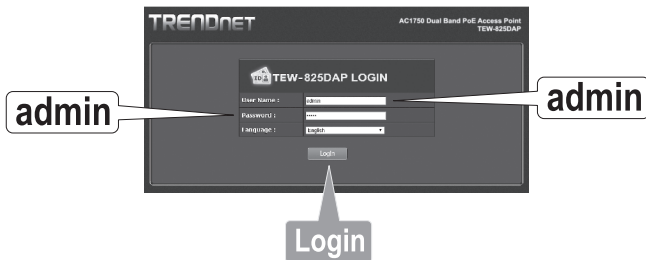 TRENDnET
AC1750 Dual Band PoE Access Point
TEW-825DAP
TEW-825DAP LOGIN
User Name :
admin
Password :
•••••
Language :
English
Login
admin
admin
Login